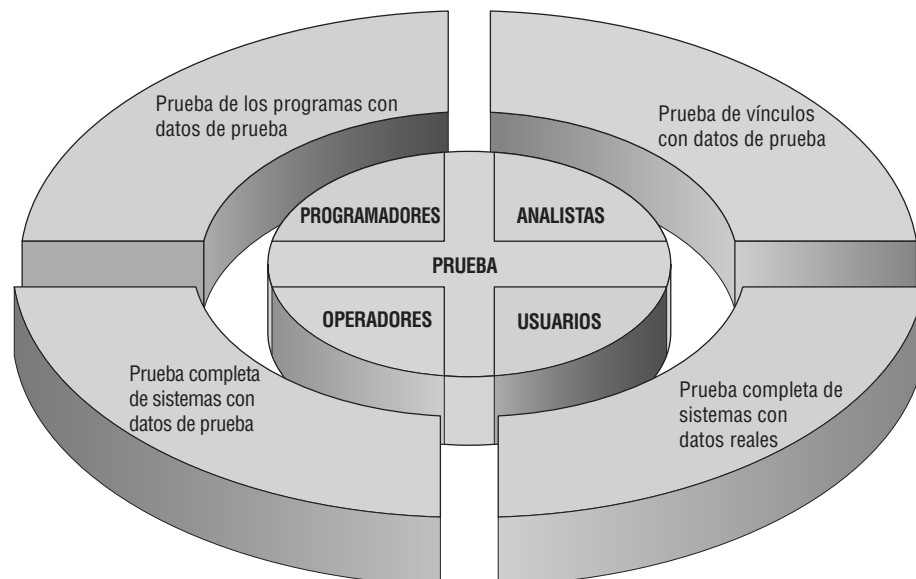 Prueba de los programas con
datos de prueba
Prueba de vínculos
con datos de prueba
PROGRAMADORES
ANALISTAS
PRUEBA
OPERADORES
USUARIOS
Prueba completa
de sistemas con
datos de prueba
Prueba completa de
sistemas con
datos reales